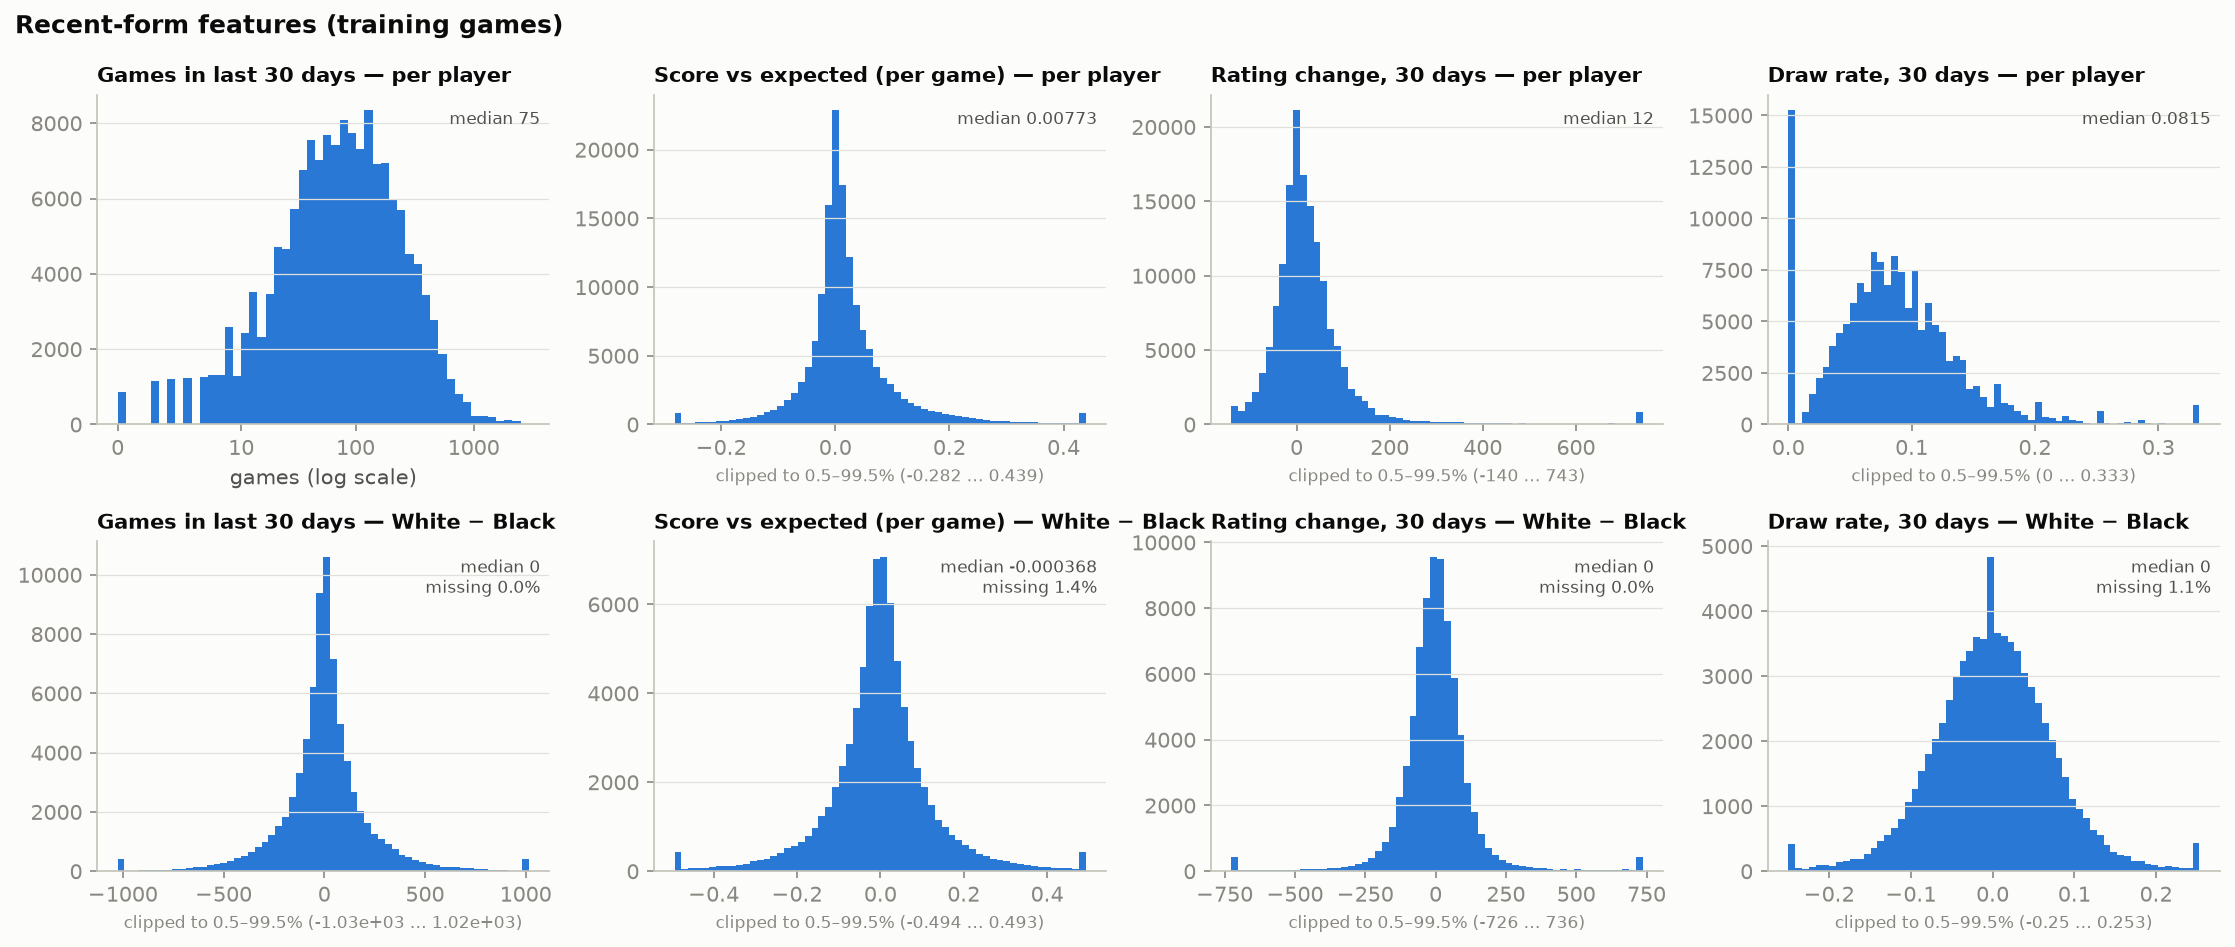 Recent-form features (training games)
Games in last 30 days — per player
median 75
8000
6000
4000
2000
0
0
10
100
1000
games (log scale)
Score vs expected (per game) — per player
median 0.00773
20000
15000
10000
5000
0
−0.2
0.0
0.2
0.4
clipped to 0.5–99.5% (-0.282 … 0.439)
Rating change, 30 days — per player
median 12
20000
15000
10000
5000
0
0
200
400
600
clipped to 0.5–99.5% (-140 … 743)
Draw rate, 30 days — per player
median 0.0815
15000
12500
10000
7500
5000
2500
0
0.0
0.1
0.2
0.3
clipped to 0.5–99.5% (0 … 0.333)
Games in last 30 days — White − Black
median 0
missing 0.0%
10000
8000
6000
4000
2000
0
−1000
−500
0
500
1000
clipped to 0.5–99.5% (-1.03e+03 … 1.02e+03)
Score vs expected (per game) — White − Black
median -0.000368
missing 1.4%
6000
4000
2000
0
−0.4
−0.2
0.0
0.2
0.4
clipped to 0.5–99.5% (-0.494 … 0.493)
Rating change, 30 days — White − Black
median 0
missing 0.0%
10000
8000
6000
4000
2000
0
−750
−500
−250
0
250
500
750
clipped to 0.5–99.5% (-726 … 736)
Draw rate, 30 days — White − Black
median 0
missing 1.1%
5000
4000
3000
2000
1000
0
−0.2
−0.1
0.0
0.1
0.2
clipped to 0.5–99.5% (-0.25 … 0.253)